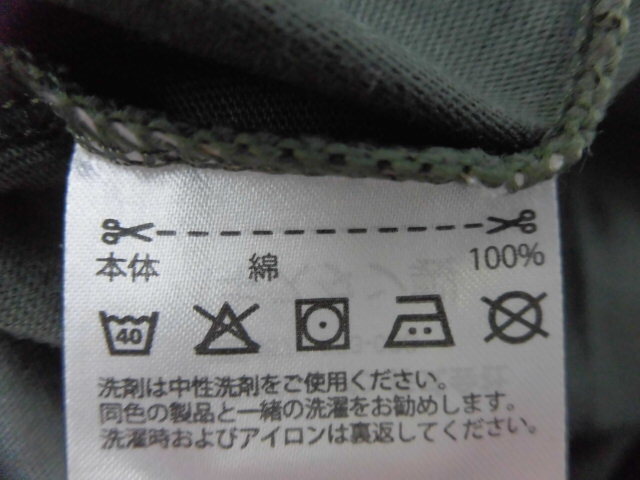 本体 綿 100%
40
洗剤は中性洗剤をご使用ください。
同色の製品と一緒の洗濯をお勧めします。
洗濯時およびアイロンは裏返してください。